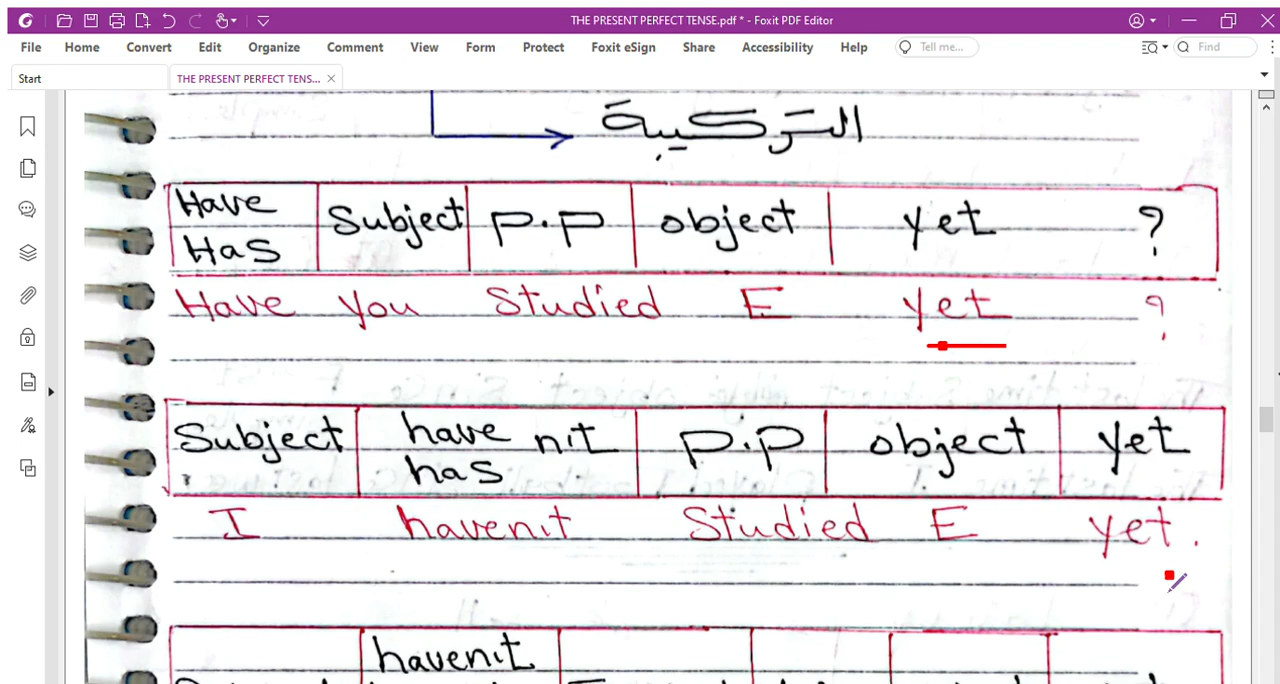 THE PRESENT PERFECT TENSE.pdf * - Foxit PDF Editor
File Home Convert Edit Organize Comment View Form Protect Foxit eSign Share Accessibility Help Tell me... Find
Start THE PRESENT PERFECT TENS...
التركيبة
Have Has Subject p.p object yet ?
Have you Studied E yet ?
Subject have has n't p.p object yet
I haven't Studied E yet.
haven't